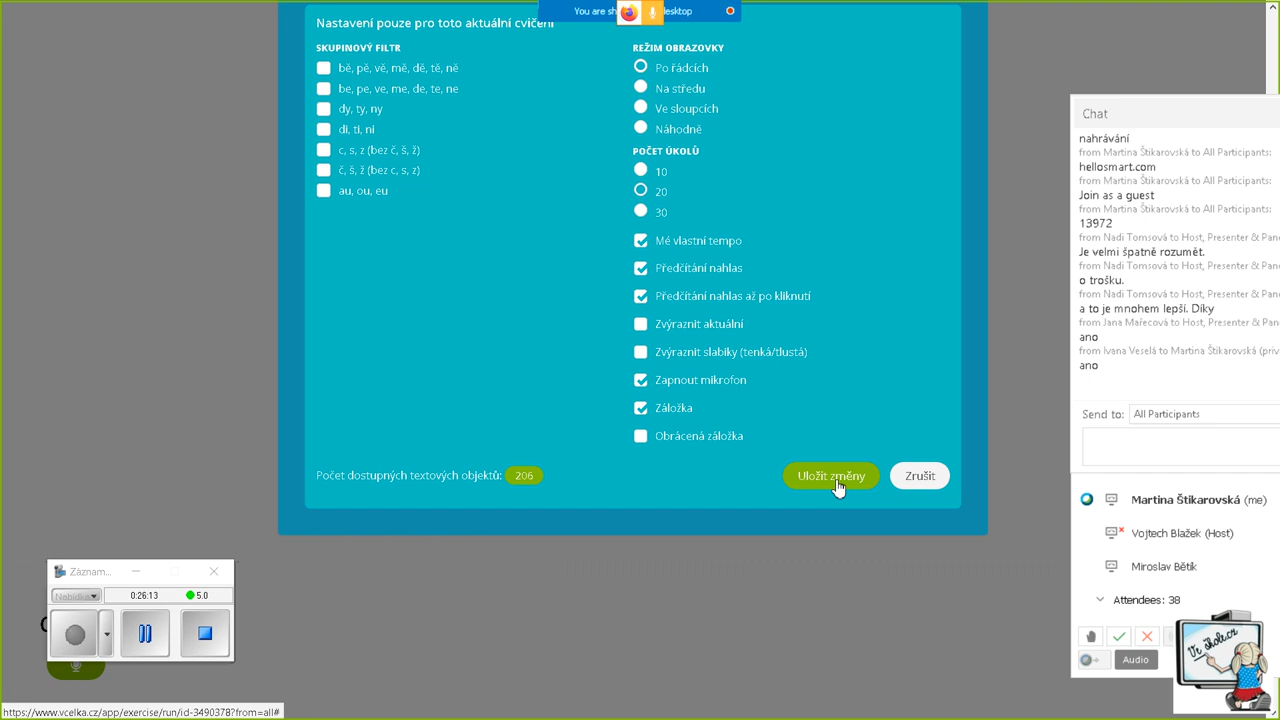 You are sh
esktop
Nastavení pouze pro toto aktuální cvičení
SKUPINOVÝ FILTR
bě, pě, vě, mě, dě, tě, ně
be, pe, ve, me, de, te, ne
dy, ty, ny
di, ti, ni
c, s, z (bez č, š, ž)
č, š, ž (bez c, s, z)
au, ou, eu
REŽIM OBRAZOVKY
Po řádcích
Na středu
Ve sloupcích
Náhodně
POČET ÚKOLŮ
10
20
30
Mé vlastní tempo
Předčítání nahlas
Předčítání nahlas až po kliknutí
Zvýraznit aktuální
Zvýraznit slabiky (tenká/tlustá)
Zapnout mikrofon
Záložka
Obrácená záložka
Počet dostupných textových objektů: 206
Uložit změny
Zrušit
Chat
nahrávání
from Martina Štikarovská to All Participants:
hellosmart.com
from Martina Štikarovská to All Participants:
Join as a guest
from Martina Štikarovská to All Participants:
13972
from Nadi Tomsová to Host, Presenter & Pan
Je velmi špatně rozumět.
from Nadi Tomsová to Host, Presenter & Pan
o trošku.
from Nadi Tomsová to Host, Presenter & Pan
a to je mnohem lepší. Díky
from Jana Mařecová to Host, Presenter & Pa
ano
from Ivana Veselá to Martina Štikarovská (priv
ano
Send to: All Participants
Martina Štikarovská (me)
Vojtech Blažek (Host)
Miroslav Bětík
Attendees: 38
Audio
Ve škole.cz
Záznam...
Nabídka
0:26:13
5.0
https://www.vcelka.cz/app/exercise/run/id-3490378?from=all#